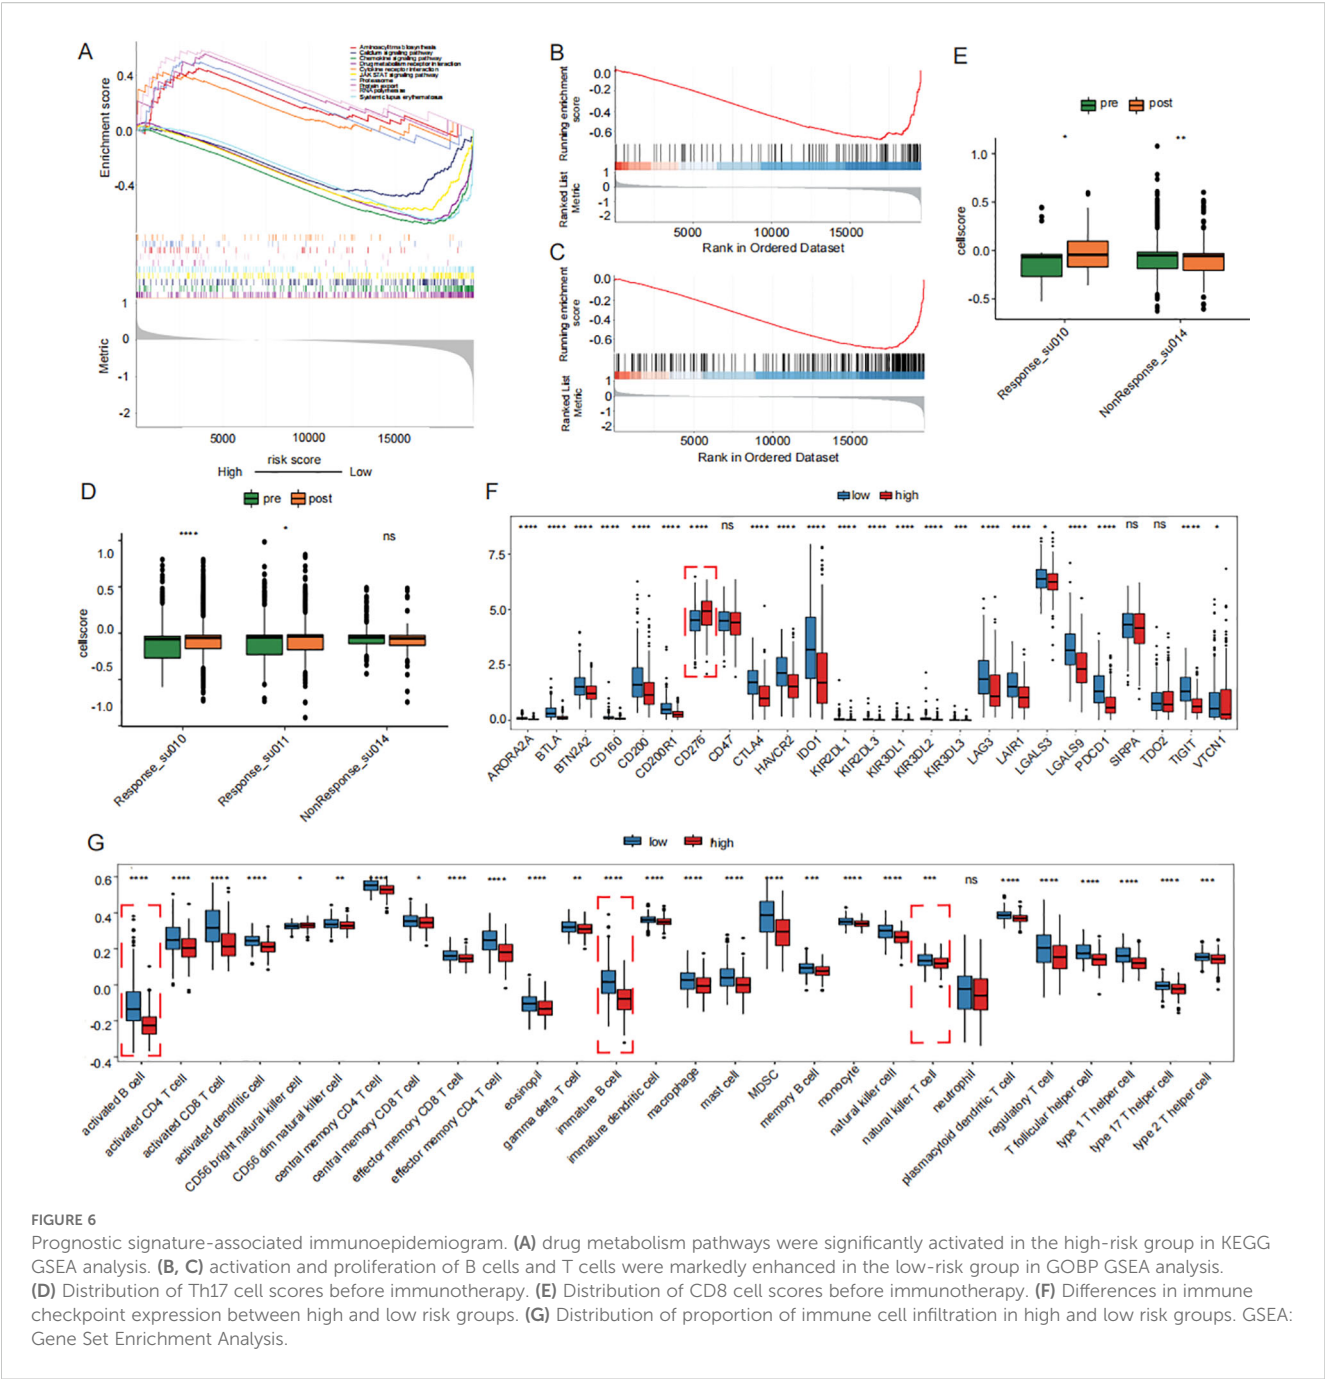 A
Enrichment score
0.4
0.0
-0.4
Aminoacyl trna biosynthesis
Calcium signaling pathway
Chemokine signaling pathway
Drug metabolism receptor interaction
Cytokine receptor interaction
JAK STAT signaling pathway
Proteasome
Protein export
RNA polymerase
Systemic lupus erythematosus
Metric
1
0
-1
-2
5000
10000
15000
risk score
High
Low
B
Running enrichment
score
0.0
-0.2
-0.4
-0.6
Ranked List
Metric
1
0
-1
-2
5000
10000
15000
Rank in Ordered Dataset
C
Running enrichment
score
0.0
-0.2
-0.4
-0.6
Ranked List
Metric
1
0
-1
-2
5000
10000
15000
Rank in Ordered Dataset
E
pre
post
*
**
cellscore
1.0
0.5
0.0
-0.5
Response_su010
NonResponse_su014
D
pre
post
****
*
ns
cellscore
1.0
0.5
0.0
-0.5
-1.0
Response_su010
Response_su011
NonResponse_su014
F
low
high
**** **** **** **** **** **** **** ns **** **** **** **** **** **** **** *** **** **** * **** **** ns ns **** *
7.5
5.0
2.5
0.0
ARORA2A
BTLA
BTN2A2
CD160
CD200
CD200R1
CD276
CD47
CTLA4
HAVCR2
IDO1
KIR2DL1
KIR2DL3
KIR3DL1
KIR3DL2
KIR3DL3
LAG3
LAIR1
LGALS3
LGALS9
PDCD1
SIRPA
TDO2
TIGIT
VTCN1
G
low
high
**** **** **** **** * ** **** * **** **** **** ** **** **** **** **** **** *** **** **** *** ns **** **** **** **** **** ***
0.6
0.4
0.2
0.0
-0.2
-0.4
activated B cell
activated CD4 T cell
activated CD8 T cell
activated dendritic cell
CD56 bright natural killer cell
CD56 dim natural killer cell
central memory CD4 T cell
central memory CD8 T cell
effector memory CD8 T cell
effector memory CD4 T cell
eosinopil
gamma delta T cell
immature B cell
immature dendritic cell
macrophage
mast cell
MDSC
memory B cell
monocyte
natural killer cell
natural killer T cell
neutrophil
plasmacytoid dendritic T cell
regulatory T cell
T follicular helper cell
type 1 T helper cell
type 17 T helper cell
type 2 T helper cell
FIGURE 6
Prognostic signature-associated immunoepidemiogram. (A) drug metabolism pathways were significantly activated in the high-risk group in KEGG
GSEA analysis. (B, C) activation and proliferation of B cells and T cells were markedly enhanced in the low-risk group in GOBP GSEA analysis.
(D) Distribution of Th17 cell scores before immunotherapy. (E) Distribution of CD8 cell scores before immunotherapy. (F) Differences in immune
checkpoint expression between high and low risk groups. (G) Distribution of proportion of immune cell infiltration in high and low risk groups. GSEA:
Gene Set Enrichment Analysis.